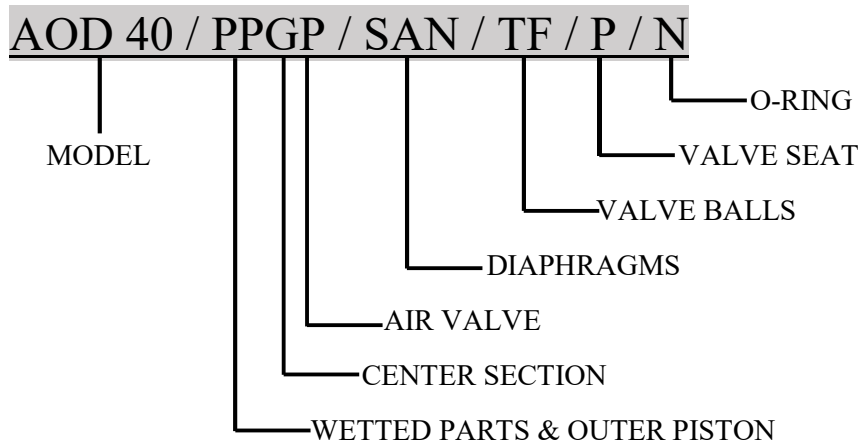 AOD 40 / PPGP / SAN / TF / P / N
O-RING
MODEL
VALVE SEAT
VALVE BALLS
DIAPHRAGMS
AIR VALVE
CENTER SECTION
WETTED PARTS & OUTER PISTON